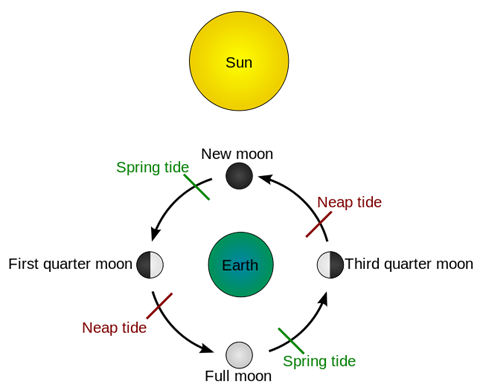 Sun
New moon
Spring tide
Neap tide
First quarter moon
Earth
Third quarter moon
Neap tide
Spring tide
Full moon